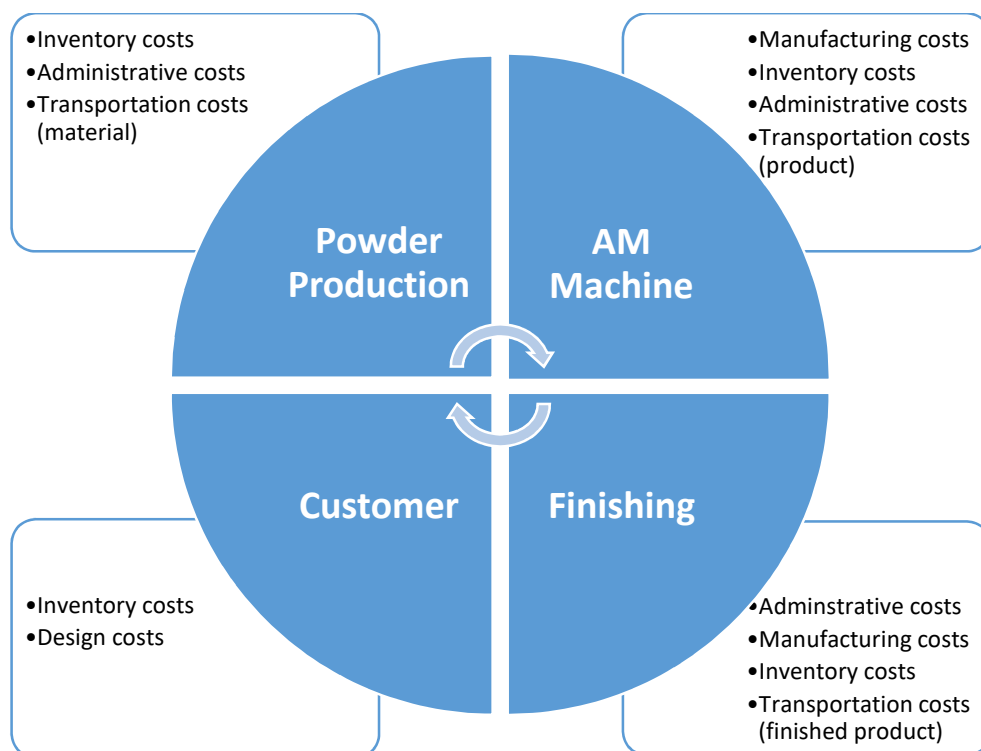 •Inventory costs
•Administrative costs
•Transportation costs
(material)
•Manufacturing costs
•Inventory costs
•Administrative costs
•Transportation costs
(product)
Powder
Production
AM
Machine
Customer
Finishing
•Inventory costs
•Design costs
•Adminstrative costs
•Manufacturing costs
•Inventory costs
•Transportation costs
(finished product)